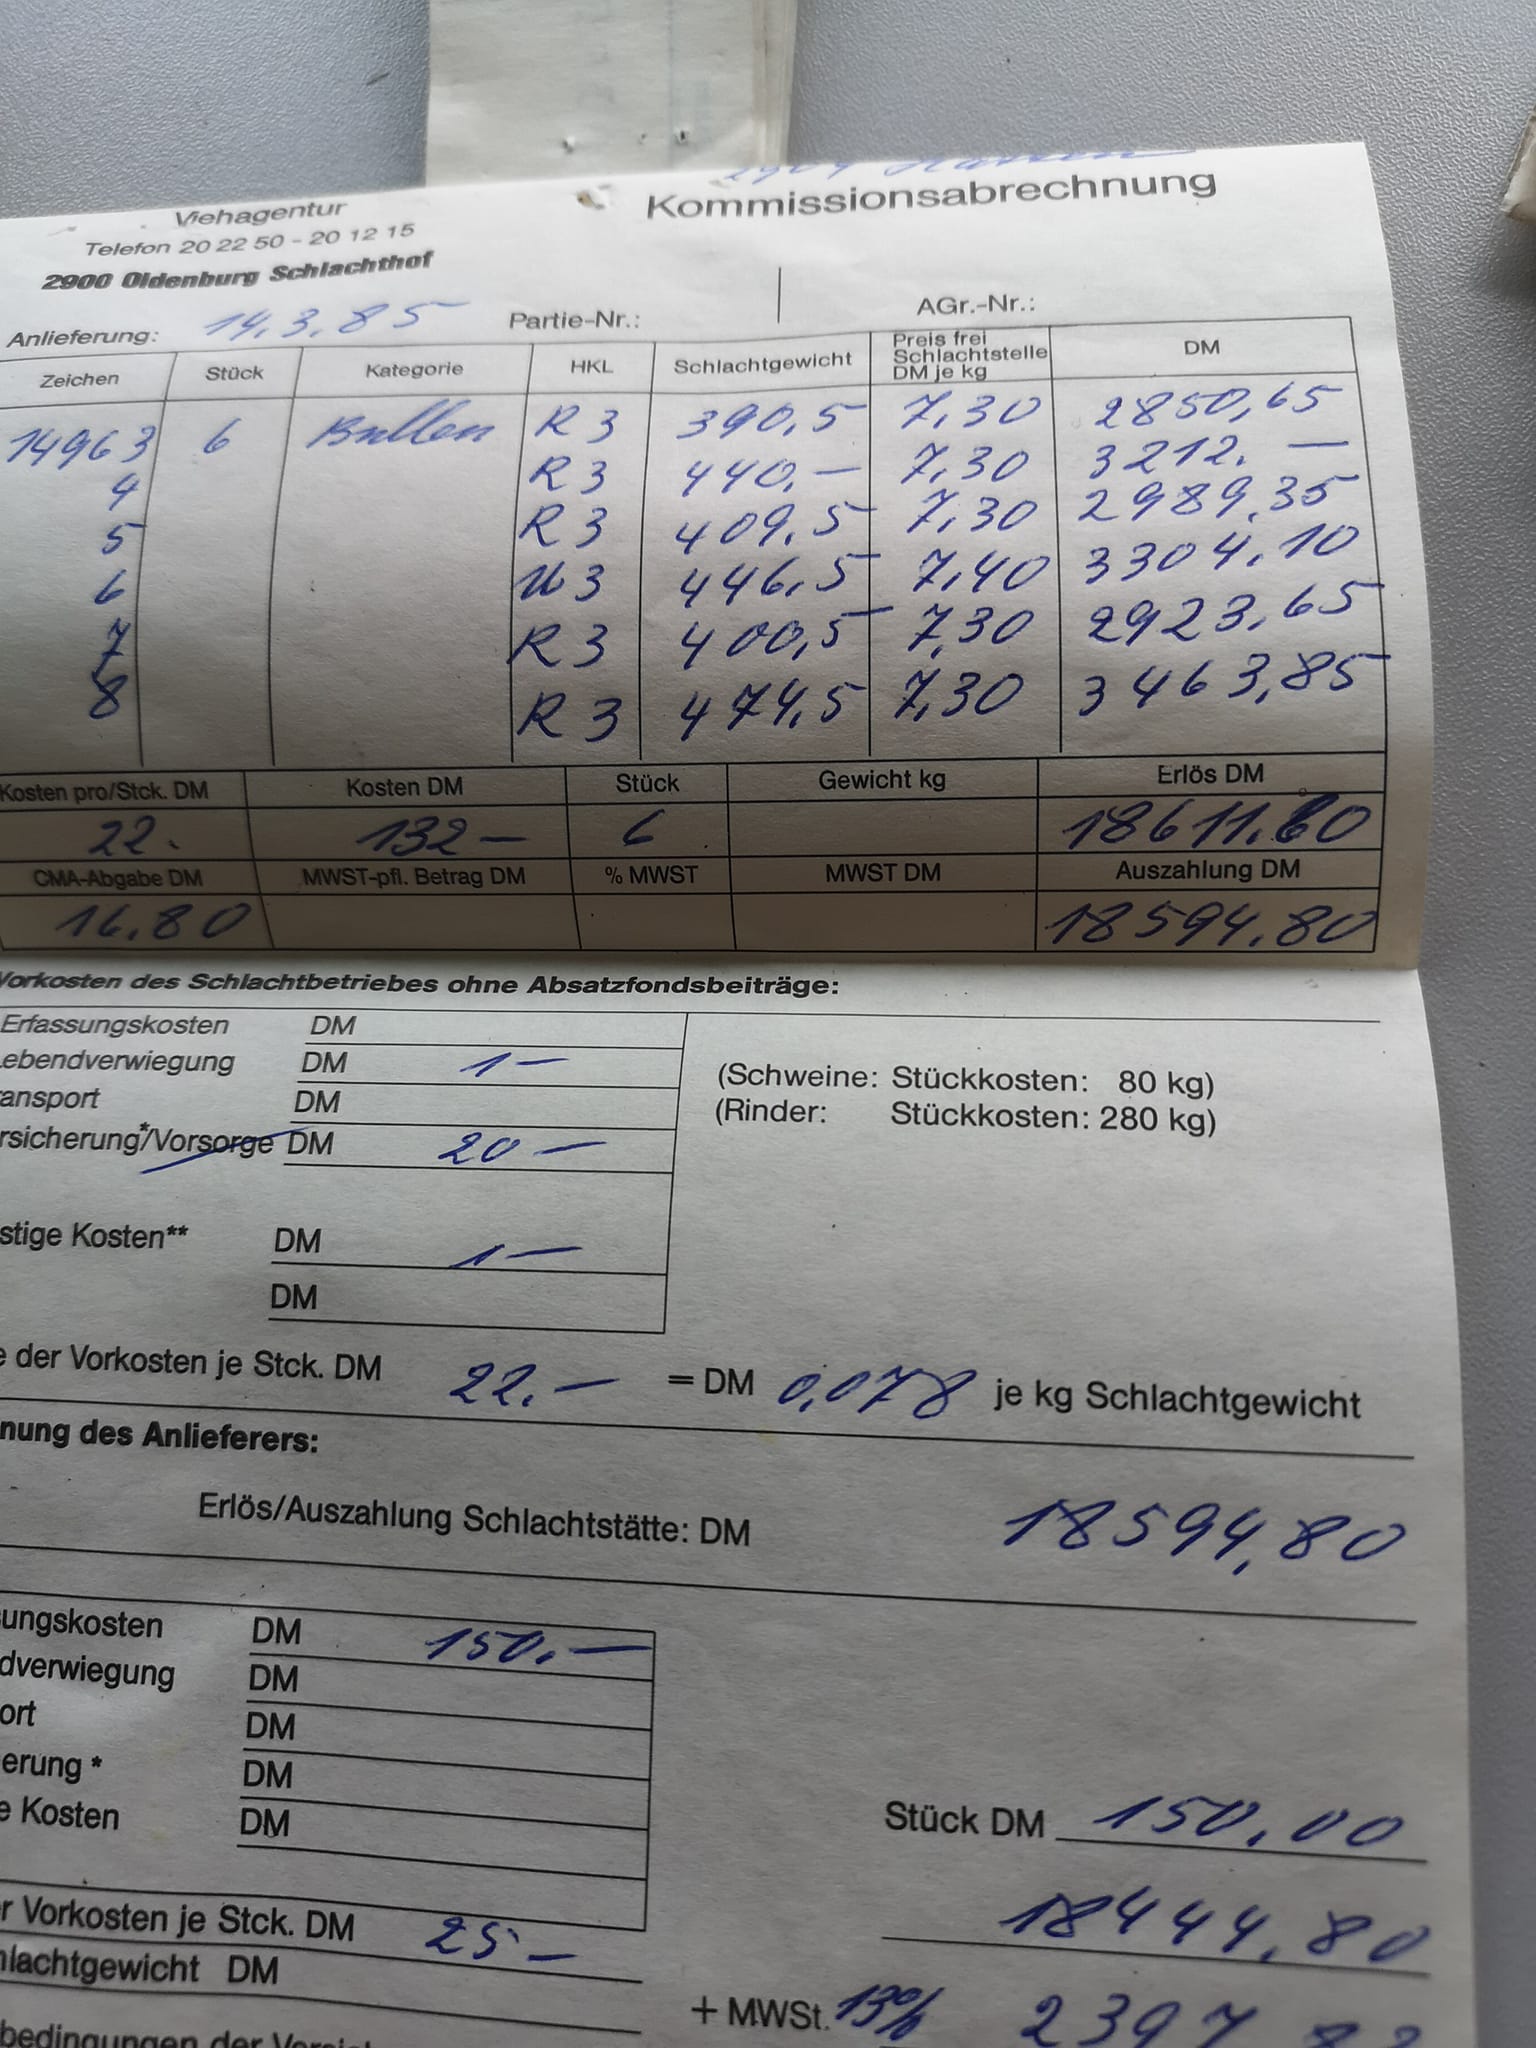 Viehagentur
Kommissionsabrechnung
Telefon 20 22 50 - 20 12 15
2900 Oldenburg Schlachthof
Anlieferung: 14.3.85 Partie-Nr.: AGr.-Nr.:
Zeichen Stück Kategorie HKL Schlachtgewicht Preis frei Schlachtstelle DM je kg DM
14963 6 Bullen R3 390,5 7,30 2850,65
4 R3 440,— 7,30 3212.—
5 R3 409,5 7,30 2989,35
6 U3 446,5 7,40 3304,10
7 R3 400,5 7,30 2923,65
8 R3 474,5 7,30 3463,85
Kosten pro/Stck. DM Kosten DM Stück Gewicht kg Erlös DM
22. 132— 6 18611.60
CMA-Abgabe DM MWST-pfl. Betrag DM % MWST MWST DM Auszahlung DM
16.80 18594,80
Vorkosten des Schlachtbetriebes ohne Absatzfondsbeiträge:
Erfassungskosten DM
ebendverwiegung DM 1—
(Schweine: Stückkosten: 80 kg)
ansport DM
(Rinder: Stückkosten: 280 kg)
rsicherung*/Vorsorge DM 20—
stige Kosten** DM 1—
DM
e der Vorkosten je Stck. DM 22.— = DM 0,078 je kg Schlachtgewicht
nung des Anlieferers:
Erlös/Auszahlung Schlachtstätte: DM 18594,80
ungskosten DM 150.—
dverwiegung DM
ort DM
erung * DM
e Kosten DM
Stück DM 150,00
18444,80
r Vorkosten je Stck. DM 25—
hlachtgewicht DM
+ MWSt. 13% 2397
bedingungen der